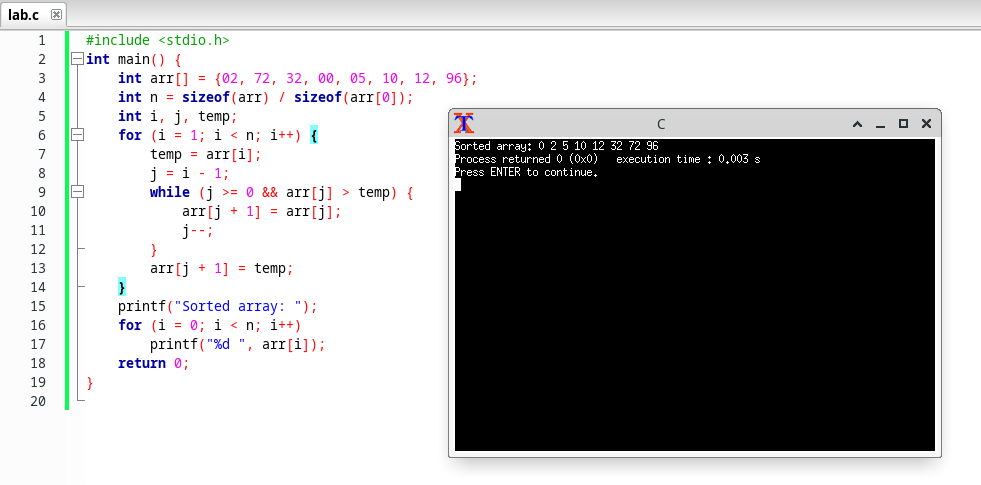 lab.c
1 #include <stdio.h>
2 int main() {
3 int arr[] = {02, 72, 32, 00, 05, 10, 12, 96};
4 int n = sizeof(arr) / sizeof(arr[0]);
5 int i, j, temp;
6 for (i = 1; i < n; i++) {
7 temp = arr[i];
8 j = i - 1;
9 while (j >= 0 && arr[j] > temp) {
10 arr[j + 1] = arr[j];
11 j--;
12 }
13 arr[j + 1] = temp;
14 }
15 printf("Sorted array: ");
16 for (i = 0; i < n; i++)
17 printf("%d ", arr[i]);
18 return 0;
19 }
20
C
Sorted array: 0 2 5 10 12 32 72 96
Process returned 0 (0x0) execution time : 0.003 s
Press ENTER to continue.